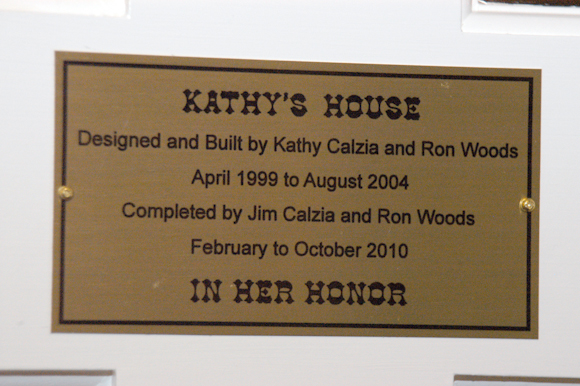 KATHY'S HOUSE
Designed and Built by Kathy Calzia and Ron Woods
April 1999 to August 2004
Completed by Jim Calzia and Ron Woods
February to October 2010
IN HER HONOR